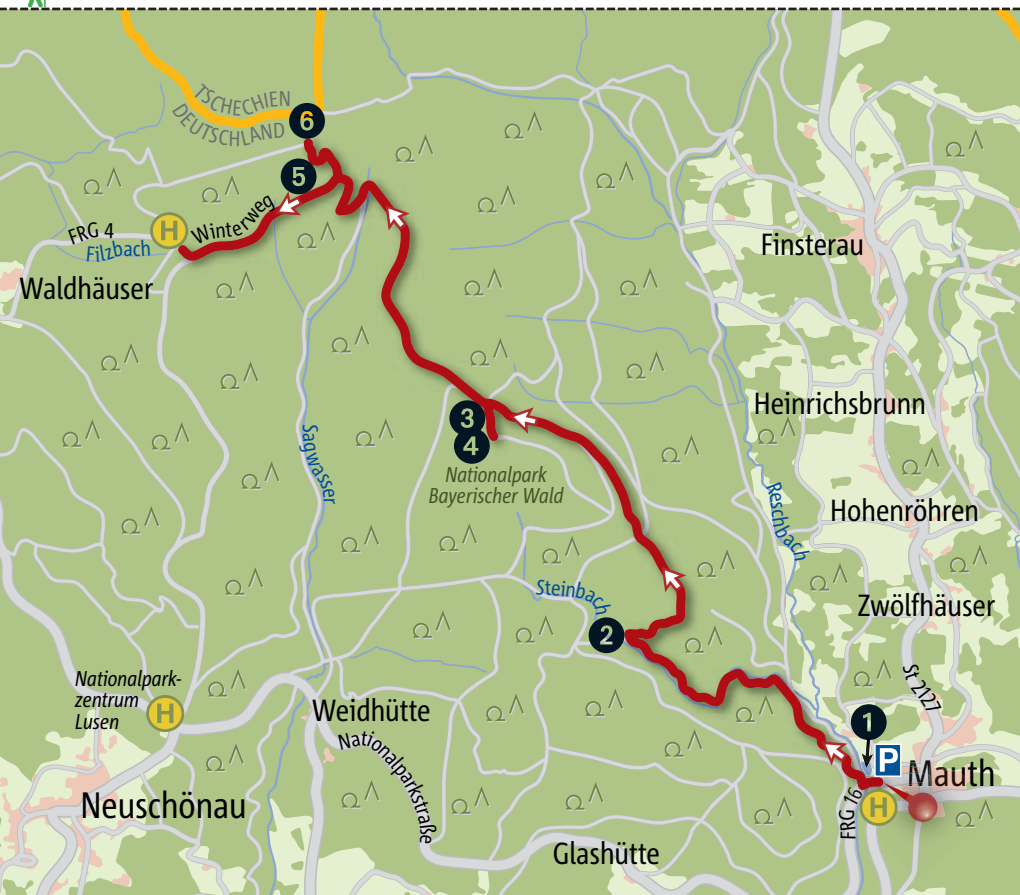 TSCHECHIEN
DEUTSCHLAND
6
5
FRG 4
H
Winterweg
Filzbach
Waldhäuser
Finsterau
3
4
Heinrichsbrunn
Nationalpark
Bayerischer Wald
Sagwasser
Reschbach
Hohenröhren
Steinbach
Zwölfhäuser
2
St 2127
Nationalpark-
zentrum
Lusen
H
Weidhütte
Nationalparkstraße
1
P
Mauth
H
FRG 16
Neuschönau
Glashütte